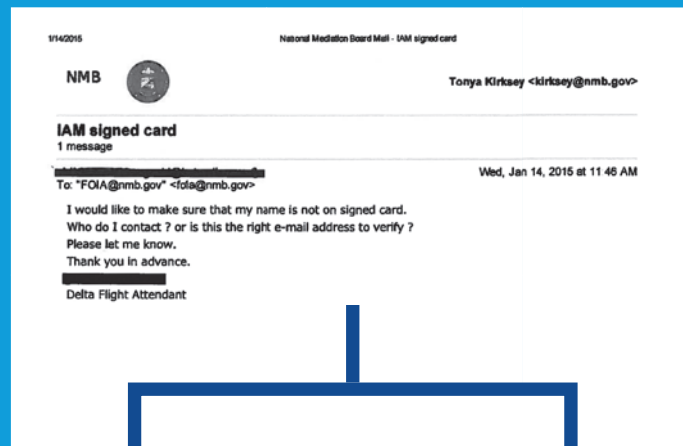 1/14/2015 National Mediation Board Mail - IAM signed card
NMB
Tonya Kirksey <kirksey@nmb.gov>
IAM signed card
1 message
Wed, Jan 14, 2015 at 11 46 AM
To: "FOIA@nmb.gov" <foia@nmb.gov>
I would like to make sure that my name is not on signed card.
Who do I contact ? or is this the right e-mail address to verify ?
Please let me know.
Thank you in advance.
Delta Flight Attendant